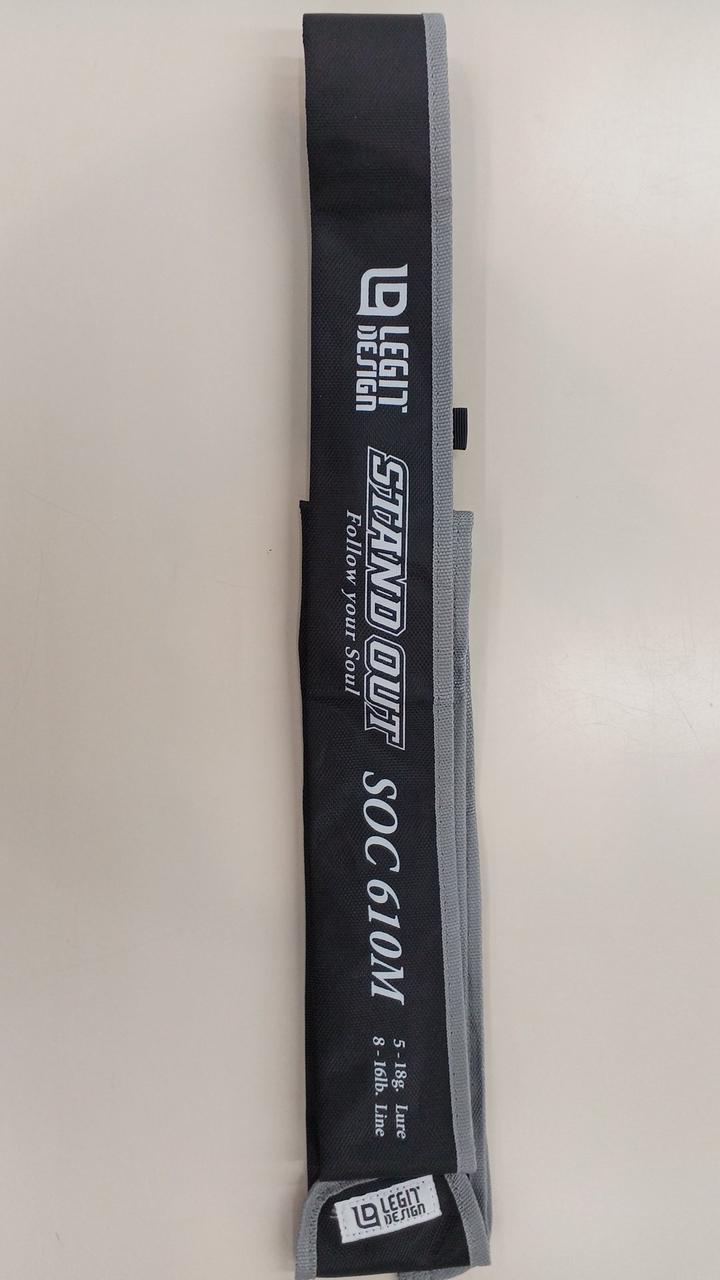 LEGIT
DESIGN
STAND OUT
Follow your Soul
SOC 610M
5 - 18g. Lure
8 - 16lb. Line
LEGIT
DESIGN